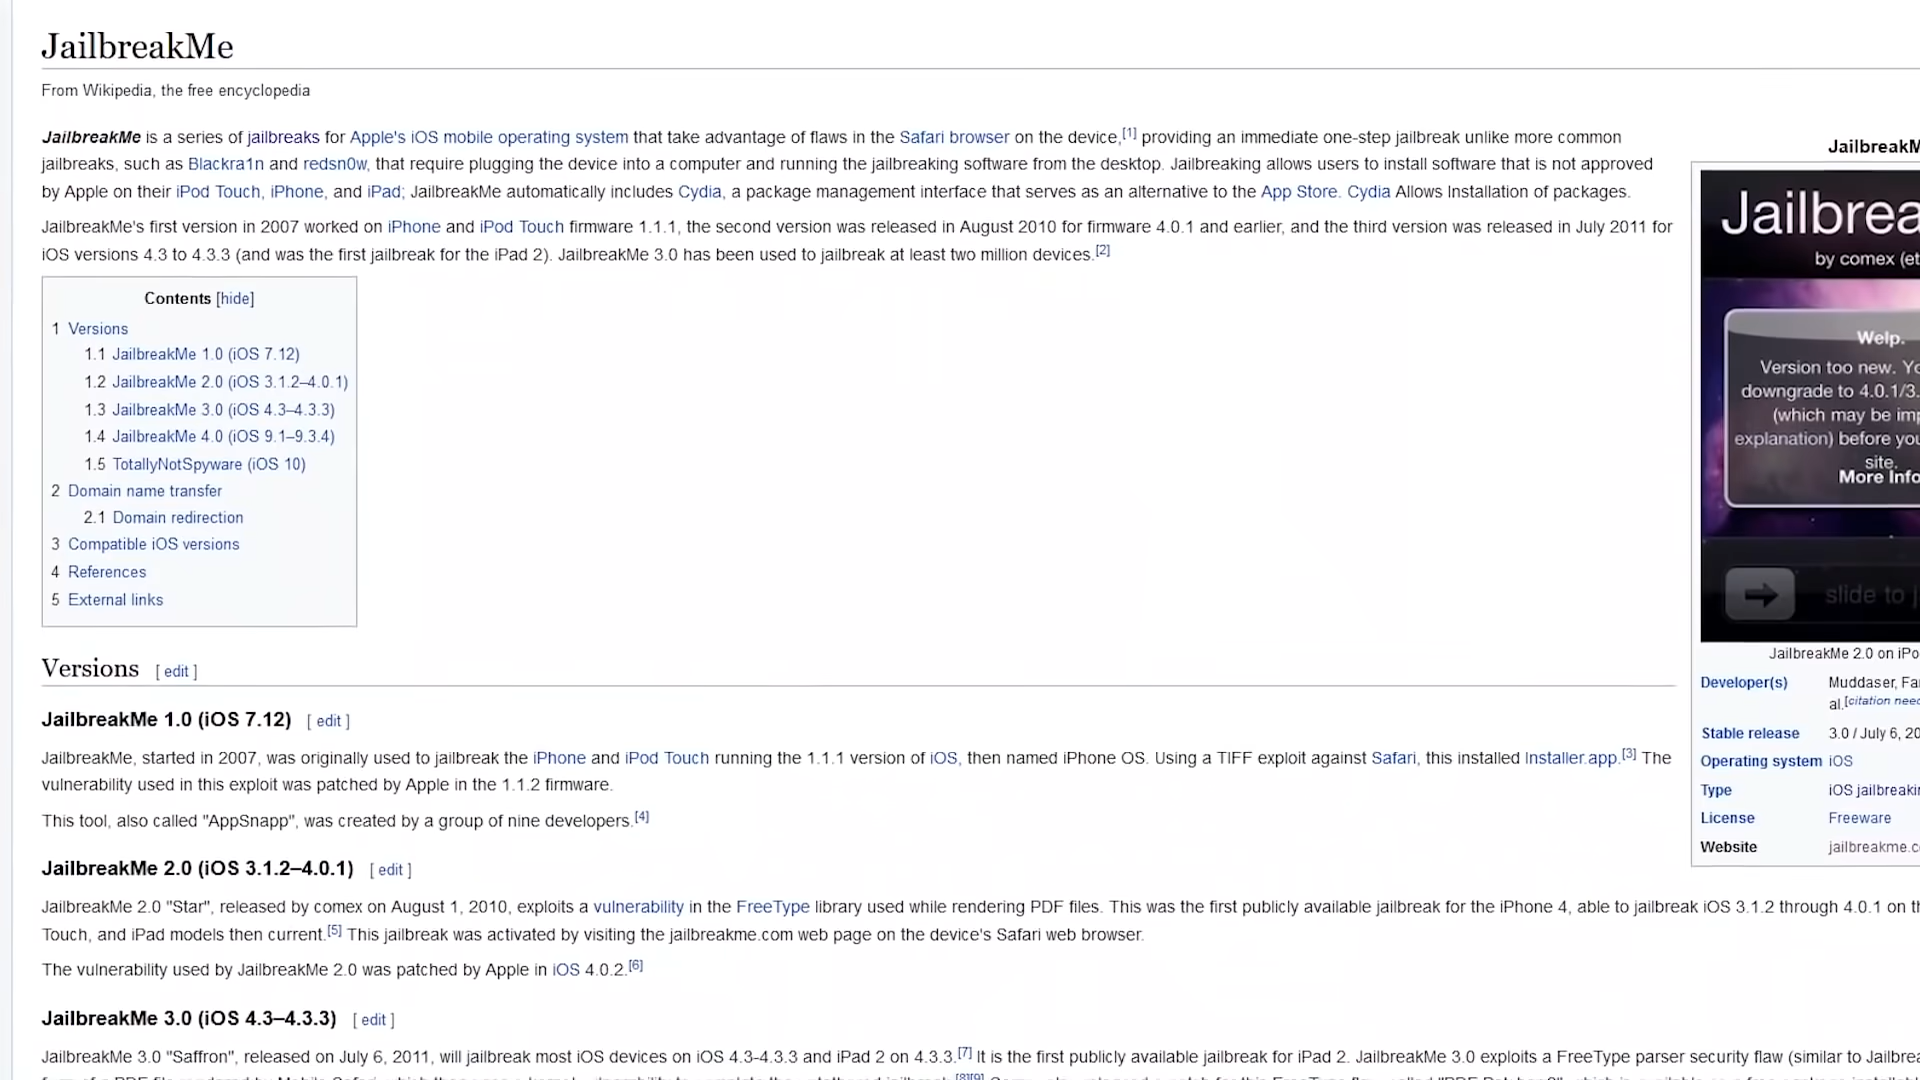 JailbreakMe
From Wikipedia, the free encyclopedia
JailbreakMe is a series of jailbreaks for Apple's iOS mobile operating system that take advantage of flaws in the Safari browser on the device,[1] providing an immediate one-step jailbreak unlike more common
jailbreaks, such as Blackra1n and redsn0w, that require plugging the device into a computer and running the jailbreaking software from the desktop. Jailbreaking allows users to install software that is not approved
by Apple on their iPod Touch, iPhone, and iPad; JailbreakMe automatically includes Cydia, a package management interface that serves as an alternative to the App Store. Cydia Allows Installation of packages.
JailbreakMe's first version in 2007 worked on iPhone and iPod Touch firmware 1.1.1, the second version was released in August 2010 for firmware 4.0.1 and earlier, and the third version was released in July 2011 for
iOS versions 4.3 to 4.3.3 (and was the first jailbreak for the iPad 2). JailbreakMe 3.0 has been used to jailbreak at least two million devices.[2]
Contents [hide]
1 Versions
1.1 JailbreakMe 1.0 (iOS 7.12)
1.2 JailbreakMe 2.0 (iOS 3.1.2–4.0.1)
1.3 JailbreakMe 3.0 (iOS 4.3–4.3.3)
1.4 JailbreakMe 4.0 (iOS 9.1–9.3.4)
1.5 TotallyNotSpyware (iOS 10)
2 Domain name transfer
2.1 Domain redirection
3 Compatible iOS versions
4 References
5 External links
Versions [ edit ]
JailbreakMe 1.0 (iOS 7.12) [ edit ]
JailbreakMe, started in 2007, was originally used to jailbreak the iPhone and iPod Touch running the 1.1.1 version of iOS, then named iPhone OS. Using a TIFF exploit against Safari, this installed Installer.app.[3] The
vulnerability used in this exploit was patched by Apple in the 1.1.2 firmware.
This tool, also called "AppSnapp", was created by a group of nine developers.[4]
JailbreakMe 2.0 (iOS 3.1.2–4.0.1) [ edit ]
JailbreakMe 2.0 "Star", released by comex on August 1, 2010, exploits a vulnerability in the FreeType library used while rendering PDF files. This was the first publicly available jailbreak for the iPhone 4, able to jailbreak iOS 3.1.2 through 4.0.1 on th
Touch, and iPad models then current.[5] This jailbreak was activated by visiting the jailbreakme.com web page on the device's Safari web browser.
The vulnerability used by JailbreakMe 2.0 was patched by Apple in iOS 4.0.2.[6]
JailbreakMe 3.0 (iOS 4.3–4.3.3) [ edit ]
JailbreakMe 3.0 "Saffron", released on July 6, 2011, will jailbreak most iOS devices on iOS 4.3-4.3.3 and iPad 2 on 4.3.3.[7] It is the first publicly available jailbreak for iPad 2. JailbreakMe 3.0 exploits a FreeType parser security flaw (similar to Jailbrea
JailbreakM
Jailbrea
by comex (et
Welp.
Version too new. Yo
downgrade to 4.0.1/3.
(which may be imp
explanation) before you
site.
More Info
slide to j
JailbreakMe 2.0 on iPo
Developer(s) Muddaser, Fa
al.[citation need
Stable release 3.0 / July 6, 20
Operating system iOS
Type iOS jailbreakin
License Freeware
Website jailbreakme.c